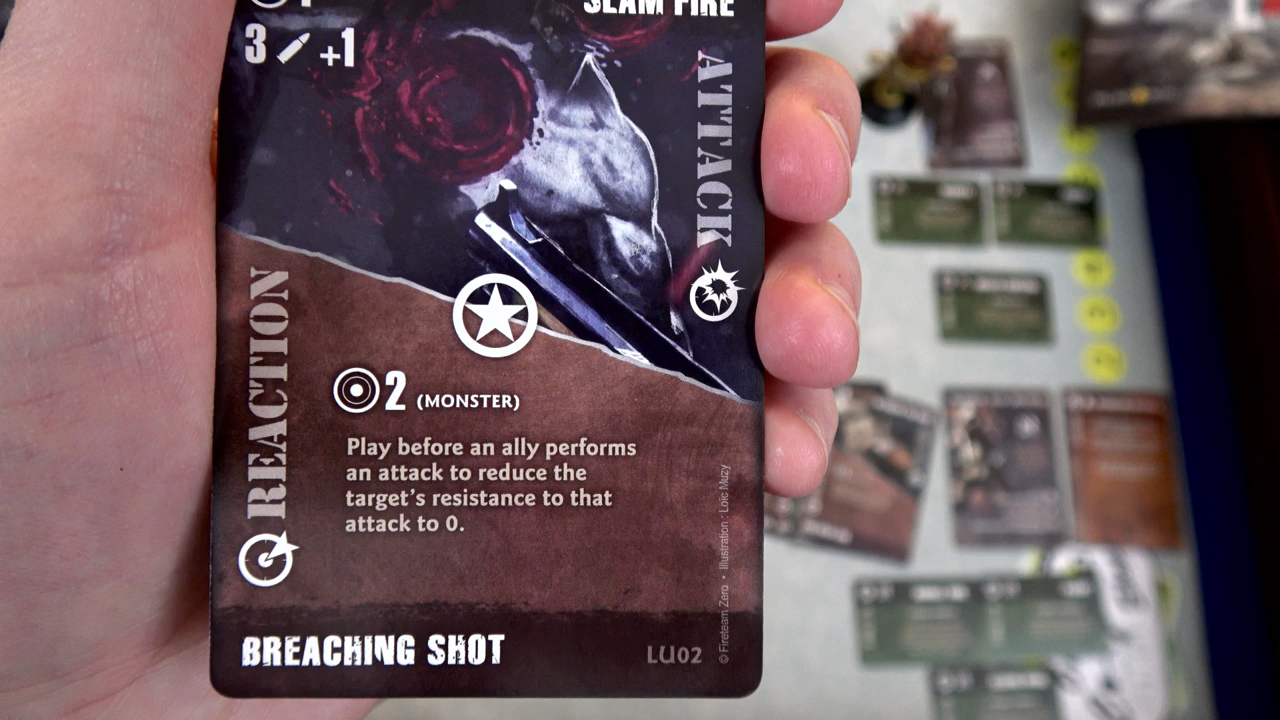 SLAM FIRE
3 +1
ATTACK
REACTION
2 (MONSTER)
Play before an ally performs
an attack to reduce the
target's resistance to that
attack to 0.
BREACHING SHOT
LU02
© Fireteam Zero • Illustration : Loïc Muzy